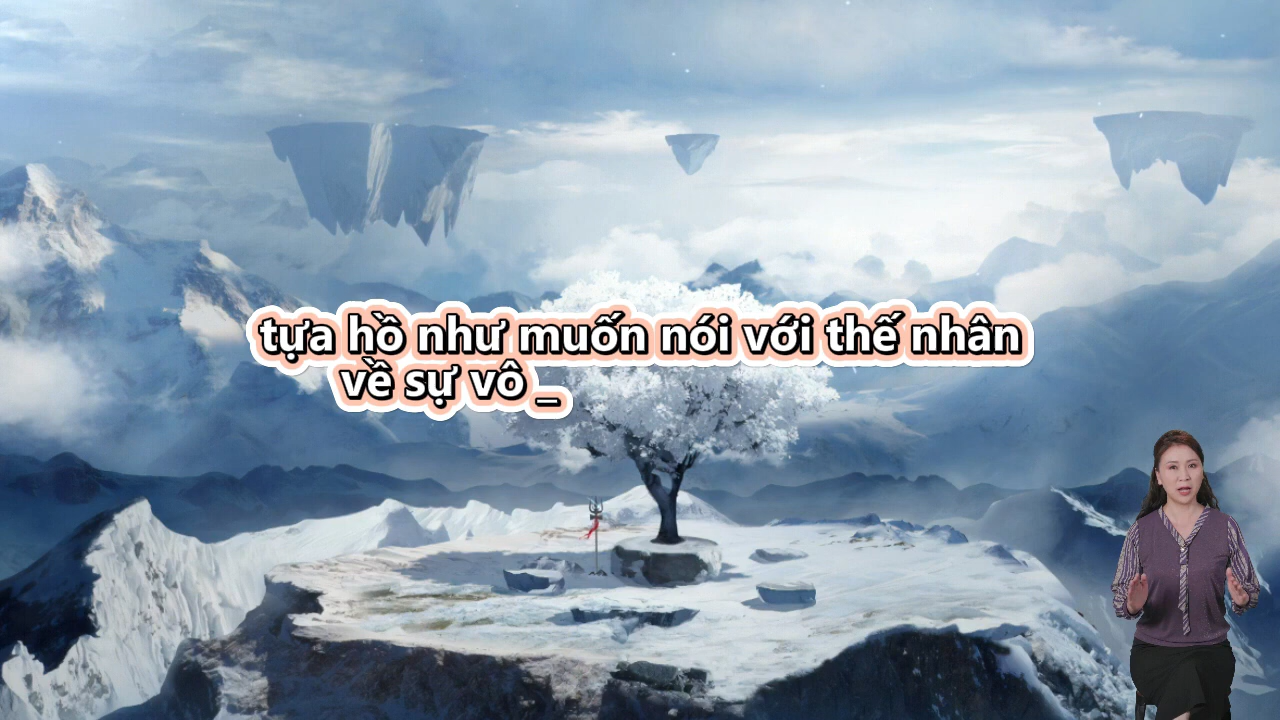 tựa hồ như muốn nói với thế nhân
về sự vô _